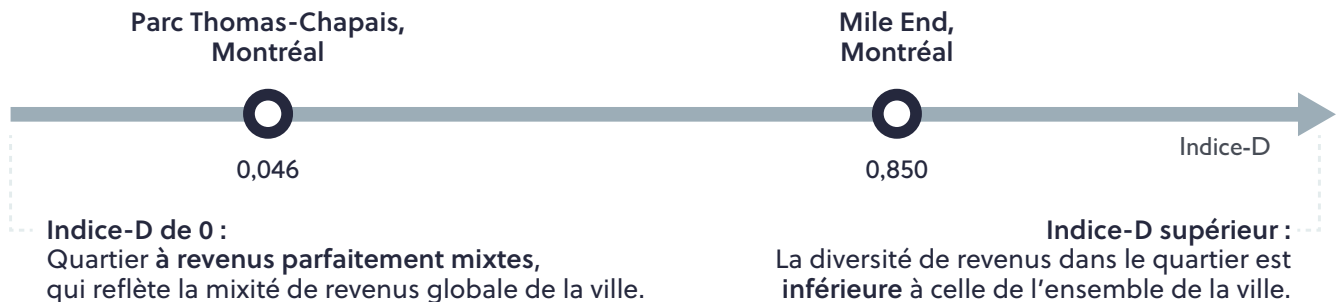 Parc Thomas-Chapais,
Montréal
Mile End,
Montréal
0,046
0,850
Indice-D
Indice-D de 0 :
Quartier à revenus parfaitement mixtes,
qui reflète la mixité de revenus globale de la ville.
Indice-D supérieur :
La diversité de revenus dans le quartier est
inférieure à celle de l'ensemble de la ville.